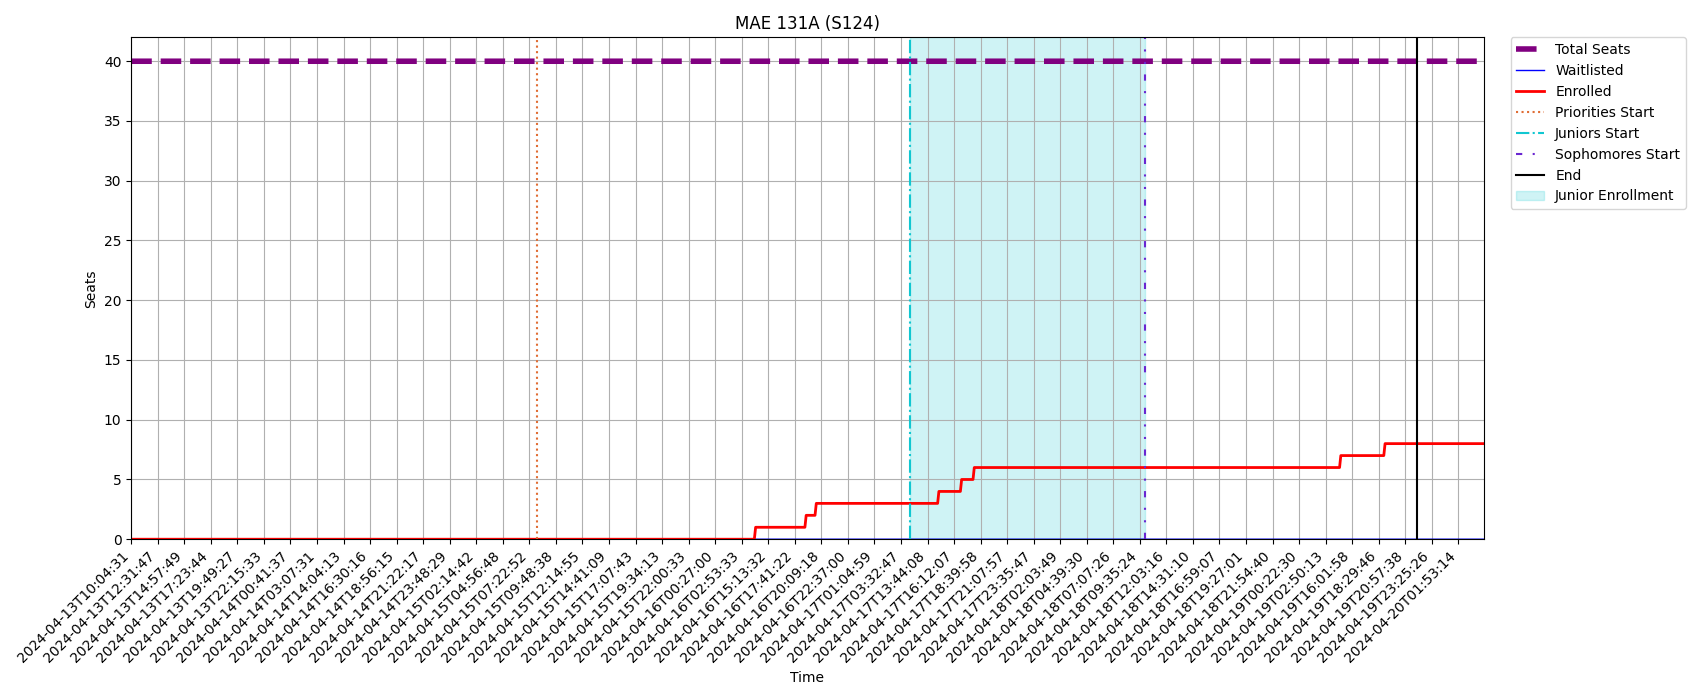 MAE 131A (S124)
Total Seats
Waitlisted
Enrolled
Priorities Start
Juniors Start
Sophomores Start
End
Junior Enrollment
Seats
40
35
30
25
20
15
10
5
0
2024-04-13T10:04:31
2024-04-13T12:31:47
2024-04-13T14:57:49
2024-04-13T17:23:44
2024-04-13T19:49:27
2024-04-13T22:15:33
2024-04-14T00:41:37
2024-04-14T03:07:31
2024-04-14T14:04:13
2024-04-14T16:30:16
2024-04-14T18:56:15
2024-04-14T21:22:17
2024-04-14T23:48:29
2024-04-15T02:14:42
2024-04-15T04:56:48
2024-04-15T07:22:52
2024-04-15T09:48:38
2024-04-15T12:14:55
2024-04-15T14:41:09
2024-04-15T17:07:43
2024-04-15T19:34:13
2024-04-15T22:00:33
2024-04-16T00:27:00
2024-04-16T02:53:33
2024-04-16T15:13:32
2024-04-16T17:41:22
2024-04-16T20:09:18
2024-04-16T22:37:00
2024-04-17T01:04:59
2024-04-17T03:32:47
2024-04-17T13:44:08
2024-04-17T16:12:07
2024-04-17T18:39:58
2024-04-17T21:07:57
2024-04-17T23:35:47
2024-04-18T02:03:49
2024-04-18T04:39:30
2024-04-18T07:07:26
2024-04-18T09:35:24
2024-04-18T12:03:16
2024-04-18T14:31:10
2024-04-18T16:59:07
2024-04-18T19:27:01
2024-04-18T21:54:40
2024-04-19T00:22:30
2024-04-19T02:50:13
2024-04-19T16:01:58
2024-04-19T18:29:46
2024-04-19T20:57:38
2024-04-19T23:25:26
2024-04-20T01:53:14
Time